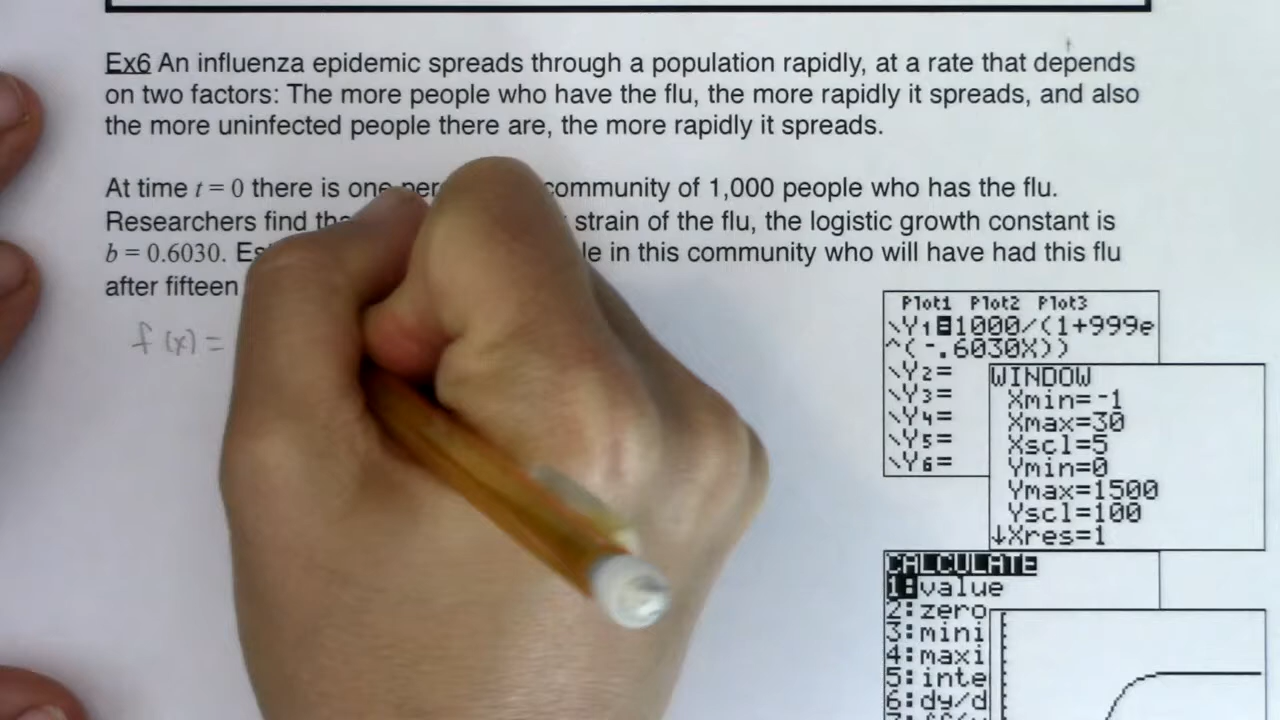 Ex6 An influenza epidemic spreads through a population rapidly, at a rate that depends
on two factors: The more people who have the flu, the more rapidly it spreads, and also
the more uninfected people there are, the more rapidly it spreads.
At time t = 0 there is one community of 1,000 people who has the flu.
Researchers find strain of the flu, the logistic growth constant is
b = 0.6030. in this community who will have had this flu
after fifteen
f(x) =
Plot1 Plot2 Plot3
\Y1=1000/(1+999e
^(-.6030X))
\Y2=
\Y3=
\Y4=
\Y5=
\Y6=
WINDOW
Xmin=-1
Xmax=30
Xscl=5
Ymin=0
Ymax=1500
Yscl=100
↓Xres=1
CALCULATE
1:value
2:zero
3:mini
4:maxi
5:inte
6:dy/d